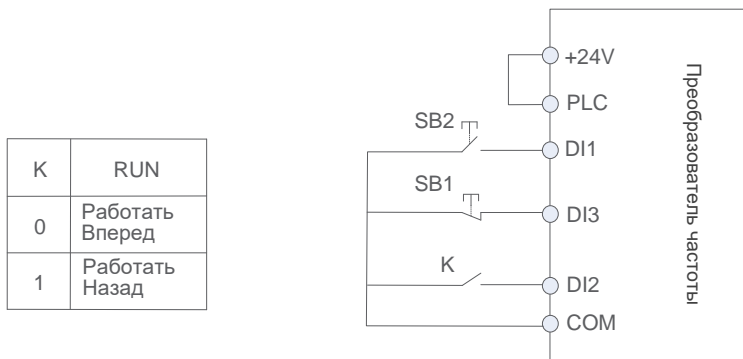 K RUN
0 Работать
Вперед
1 Работать
Назад
+24V
PLC
SB2
DI1
SB1
DI3
K
DI2
COM
Преобразователь частоты